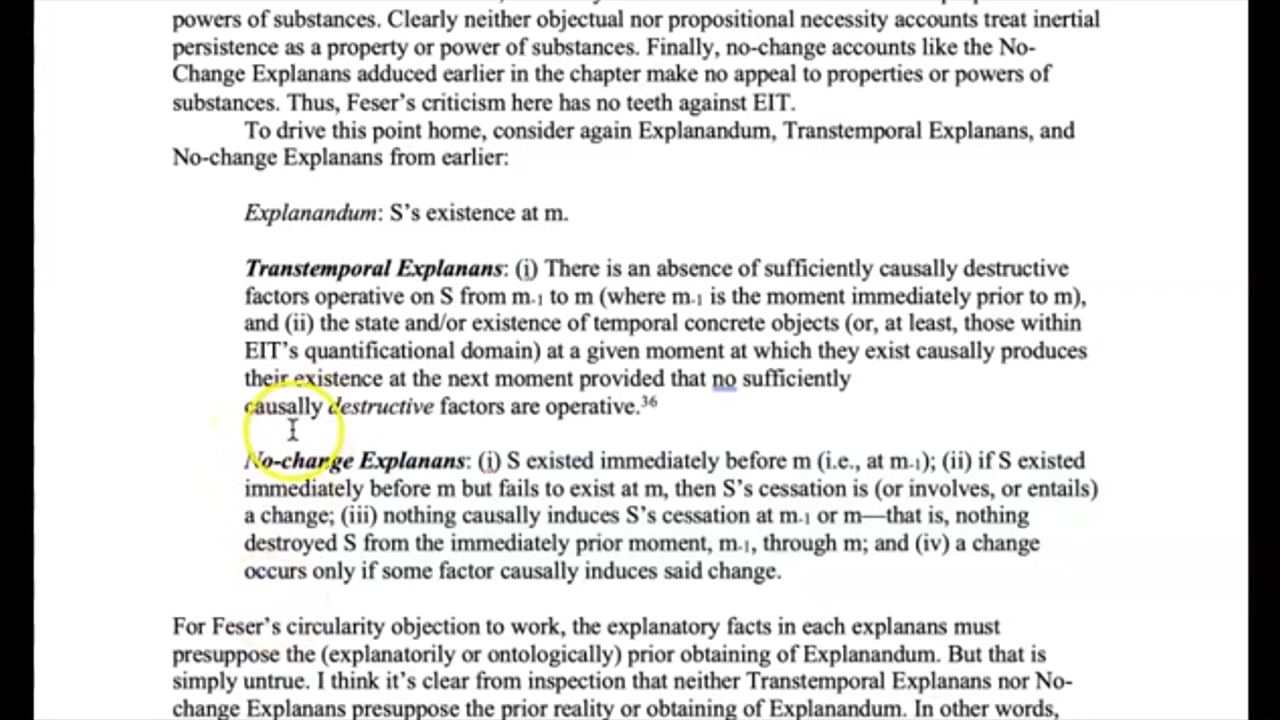 powers of substances. Clearly neither objectual nor propositional necessity accounts treat inertial
persistence as a property or power of substances. Finally, no-change accounts like the No-
Change Explanans adduced earlier in the chapter make no appeal to properties or powers of
substances. Thus, Feser's criticism here has no teeth against EIT.
To drive this point home, consider again Explanandum, Transtemporal Explanans, and
No-change Explanans from earlier:
Explanandum: S's existence at m.
Transtemporal Explanans: (i) There is an absence of sufficiently causally destructive
factors operative on S from m-1 to m (where m-1 is the moment immediately prior to m),
and (ii) the state and/or existence of temporal concrete objects (or, at least, those within
EIT's quantificational domain) at a given moment at which they exist causally produces
their existence at the next moment provided that no sufficiently
causally destructive factors are operative.36
No-change Explanans: (i) S existed immediately before m (i.e., at m-1); (ii) if S existed
immediately before m but fails to exist at m, then S's cessation is (or involves, or entails)
a change; (iii) nothing causally induces S's cessation at m-1 or m—that is, nothing
destroyed S from the immediately prior moment, m-1, through m; and (iv) a change
occurs only if some factor causally induces said change.
For Feser's circularity objection to work, the explanatory facts in each explanans must
presuppose the (explanatorily or ontologically) prior obtaining of Explanandum. But that is
simply untrue. I think it's clear from inspection that neither Transtemporal Explanans nor No-
change Explanans presuppose the prior reality or obtaining of Explanandum. In other words,